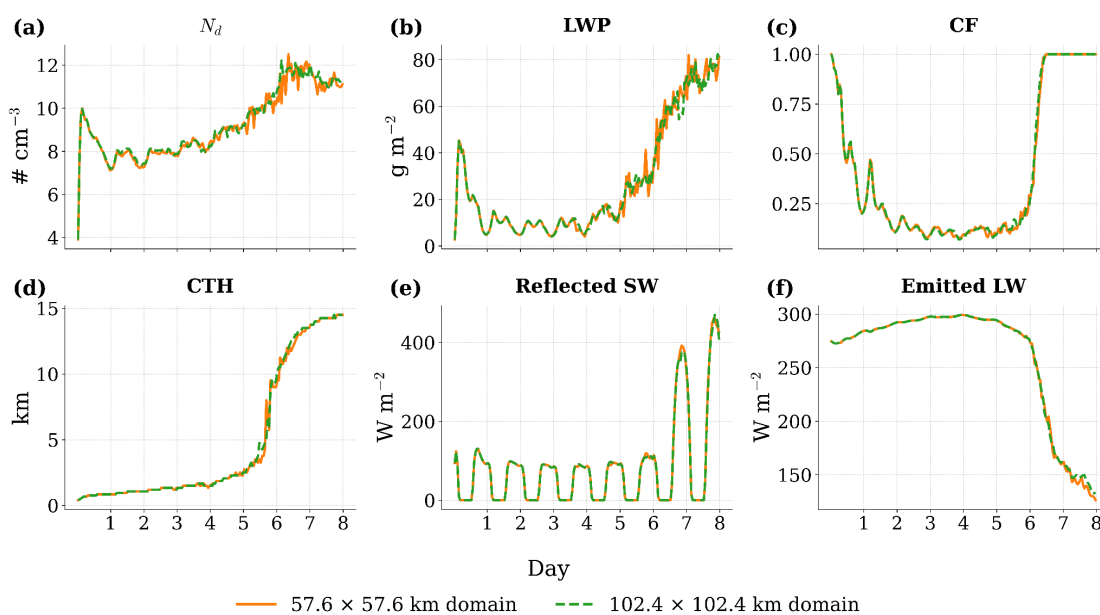 (a) N_d
(b) LWP
(c) CF
# cm⁻³
12
10
8
6
4
g m⁻²
80
60
40
20
0
1.00
0.75
0.50
0.25
(d) CTH
(e) Reflected SW
(f) Emitted LW
km
15
10
5
0
1 2 3 4 5 6 7 8
W m⁻²
400
200
0
1 2 3 4 5 6 7 8
W m⁻²
300
250
200
150
1 2 3 4 5 6 7 8
Day
57.6 × 57.6 km domain 102.4 × 102.4 km domain